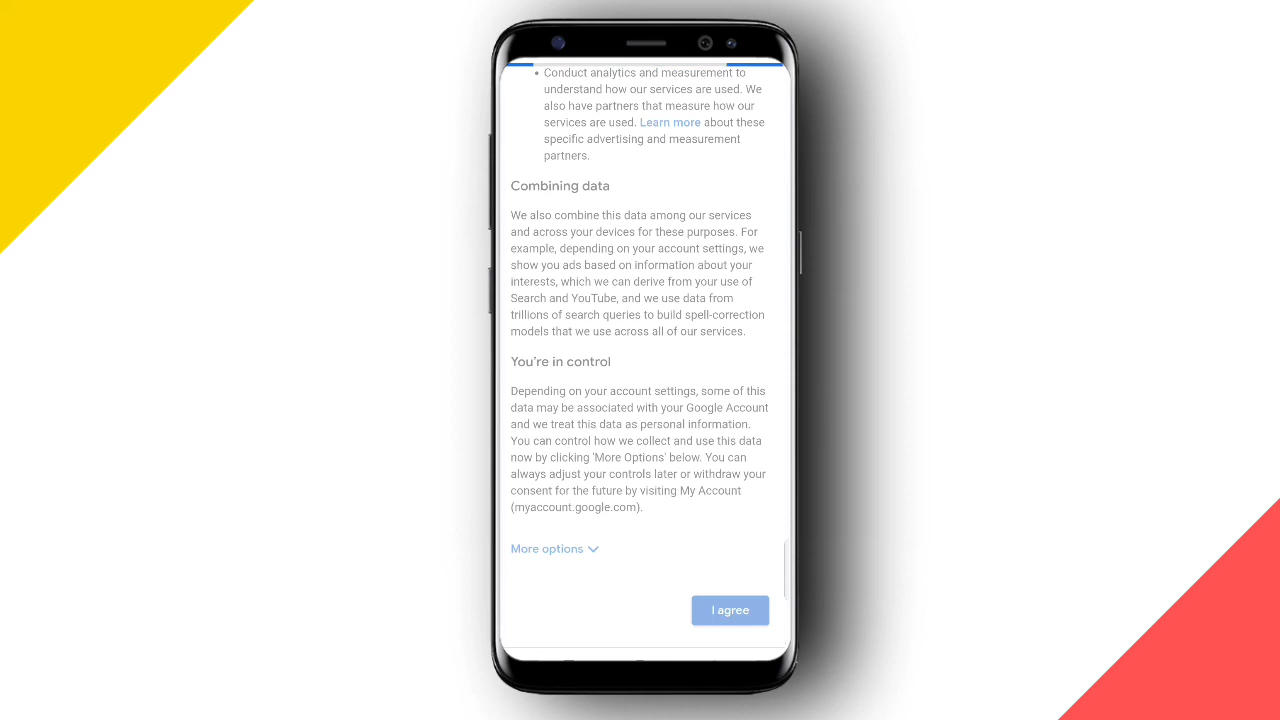 Conduct analytics and measurement to
understand how our services are used. We
also have partners that measure how our
services are used. Learn more about these
specific advertising and measurement
partners.
Combining data
We also combine this data among our services
and across your devices for these purposes. For
example, depending on your account settings, we
show you ads based on information about your
interests, which we can derive from your use of
Search and YouTube, and we use data from
trillions of search queries to build spell-correction
models that we use across all of our services.
You're in control
Depending on your account settings, some of this
data may be associated with your Google Account
and we treat this data as personal information.
You can control how we collect and use this data
now by clicking 'More Options' below. You can
always adjust your controls later or withdraw your
consent for the future by visiting My Account
(myaccount.google.com).
More options
I agree